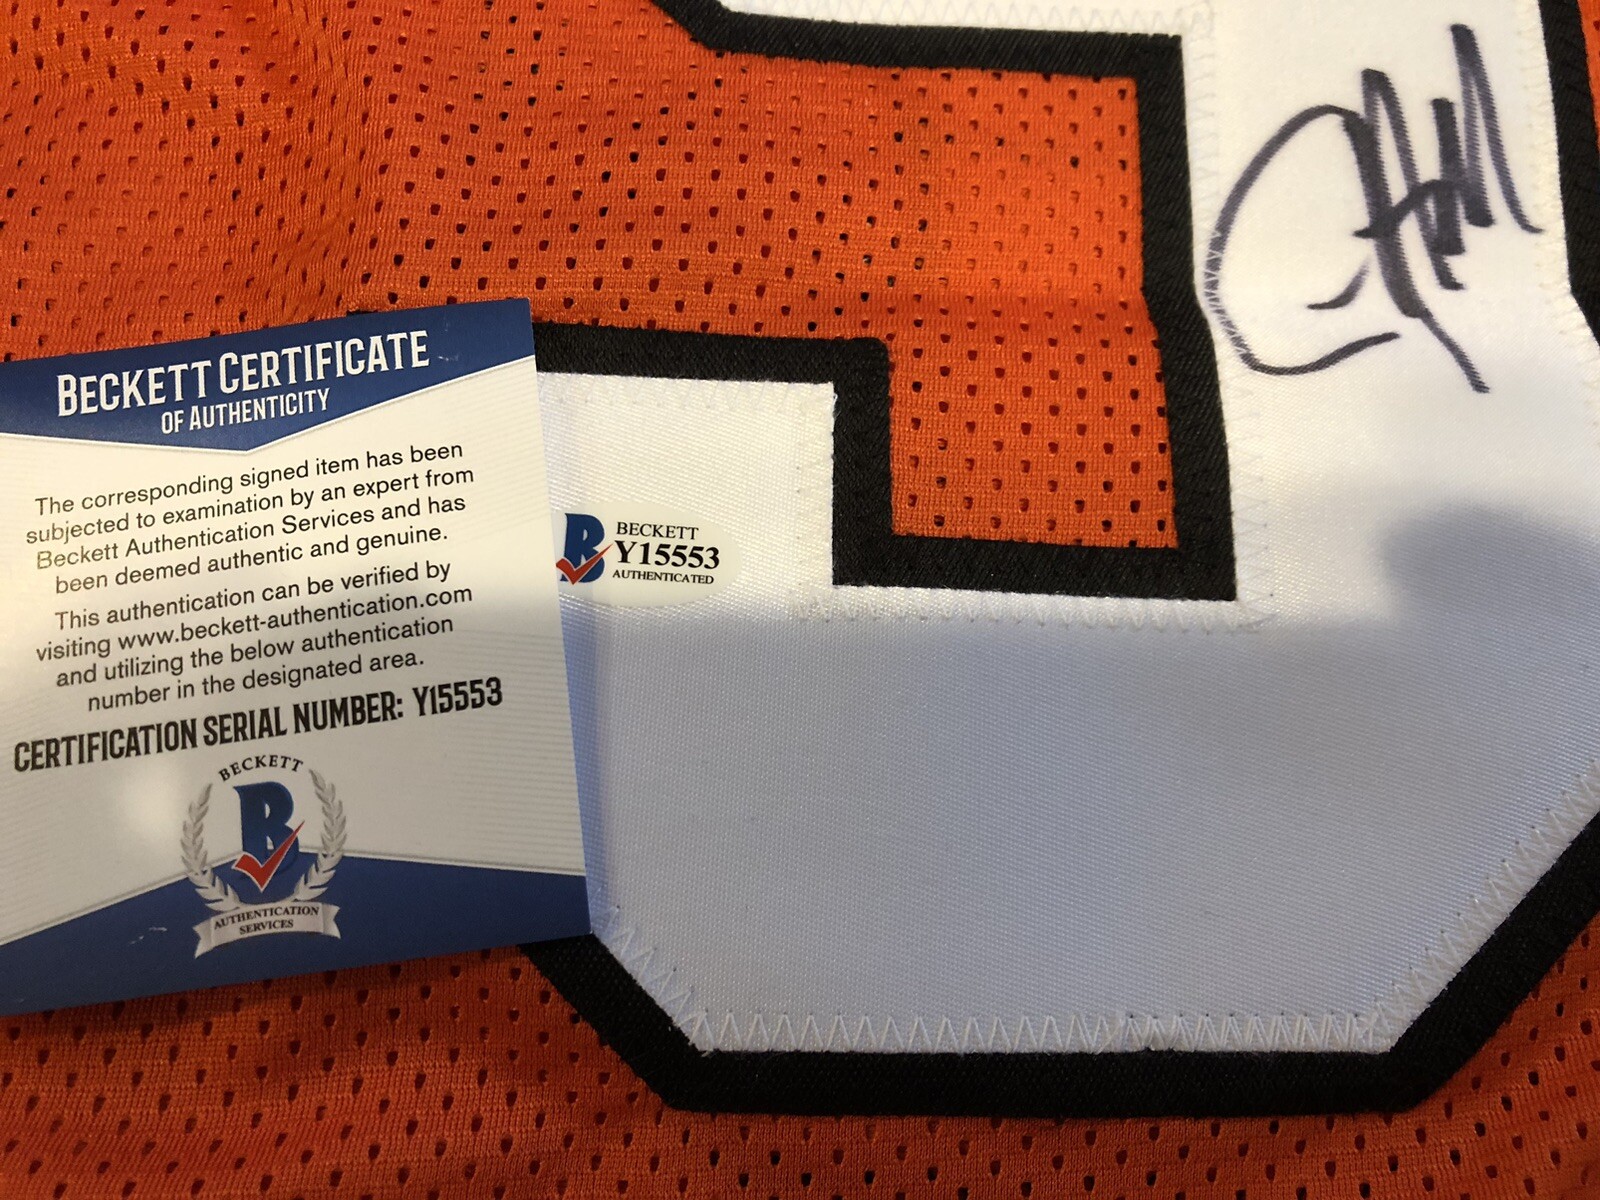 BECKETT CERTIFICATE
OF AUTHENTICITY
The corresponding signed item has been
subjected to examination by an expert from
Beckett Authentication Services and has
been deemed authentic and genuine.
This authentication can be verified by
visiting www.beckett-authentication.com
and utilizing the below authentication
number in the designated area.
CERTIFICATION SERIAL NUMBER: Y15553
BECKETT
B
AUTHENTICATION
SERVICES
B
BECKETT
Y15553
AUTHENTICATED